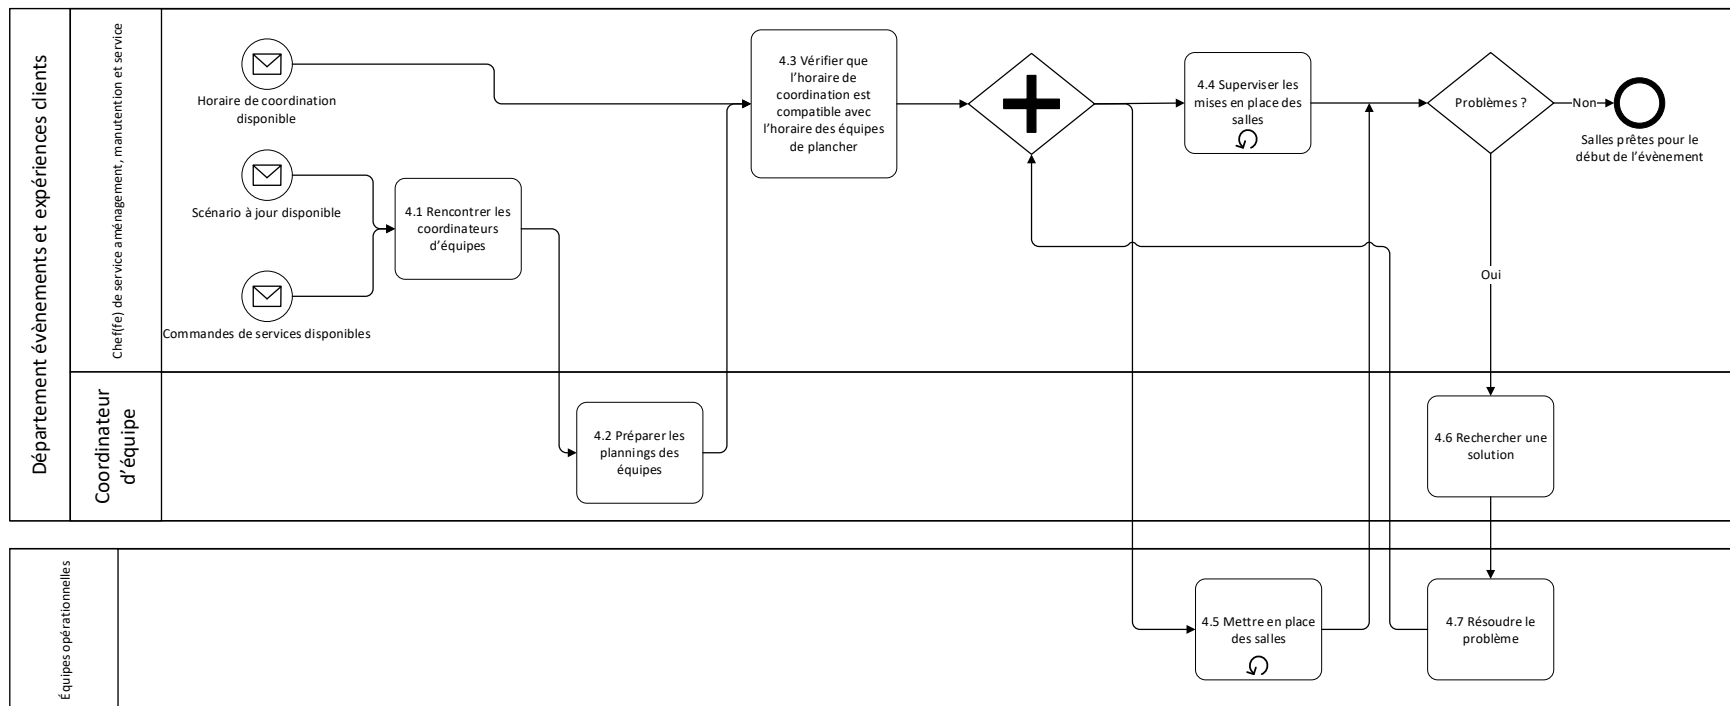 Département évènements et expériences clients
Chef(fe) de service aménagement, manutention et service
Horaire de coordination
disponible
Scénario à jour disponible
Commandes de services disponibles
4.1 Rencontrer les
coordinateurs
d’équipes
4.3 Vérifier que
l’horaire de
coordination est
compatible avec
l’horaire des équipes
de plancher
4.4 Superviser les
mises en place des
salles
Problèmes ?
Non
Salles prêtes pour le
début de l’évènement
Oui
Coordinateur
d’équipe
4.2 Préparer les
plannings des
équipes
4.6 Rechercher une
solution
Équipes opérationnelles
4.5 Mettre en place
des salles
4.7 Résoudre le
problème